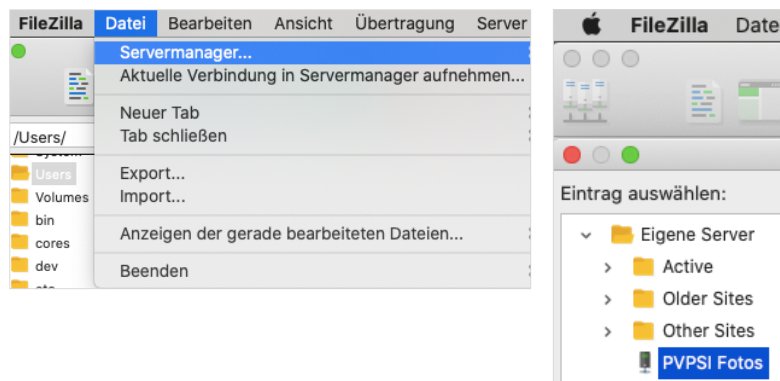 FileZilla Datei Bearbeiten Ansicht Übertragung Server
Servermanager...
Aktuelle Verbindung in Servermanager aufnehmen...
Neuer Tab
Tab schließen
Export...
Import...
Anzeigen der gerade bearbeiteten Dateien...
Beenden
/Users/
Users
Volumes
bin
cores
dev
FileZilla Date
Eintrag auswählen:
Eigene Server
Active
Older Sites
Other Sites
PVPSI Fotos